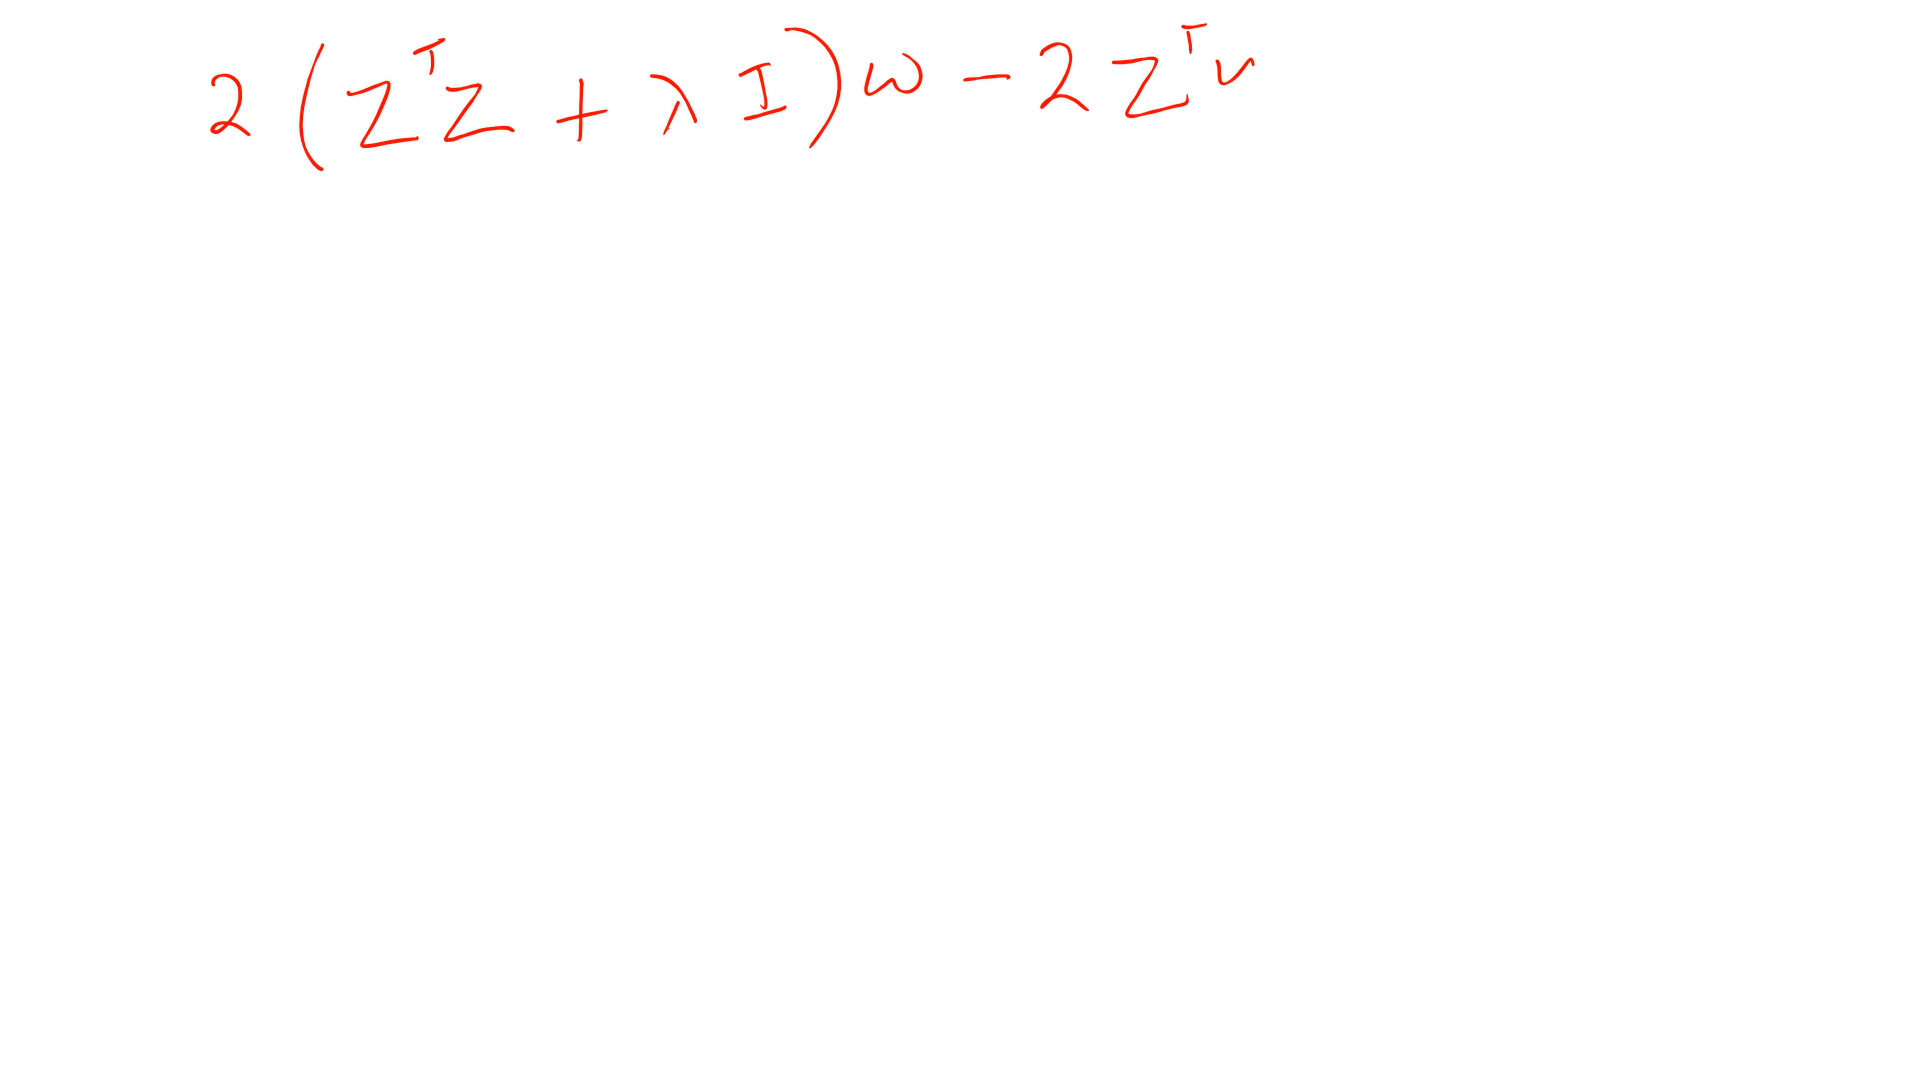 2 (Z^T Z + λ I) w - 2 Z^T v